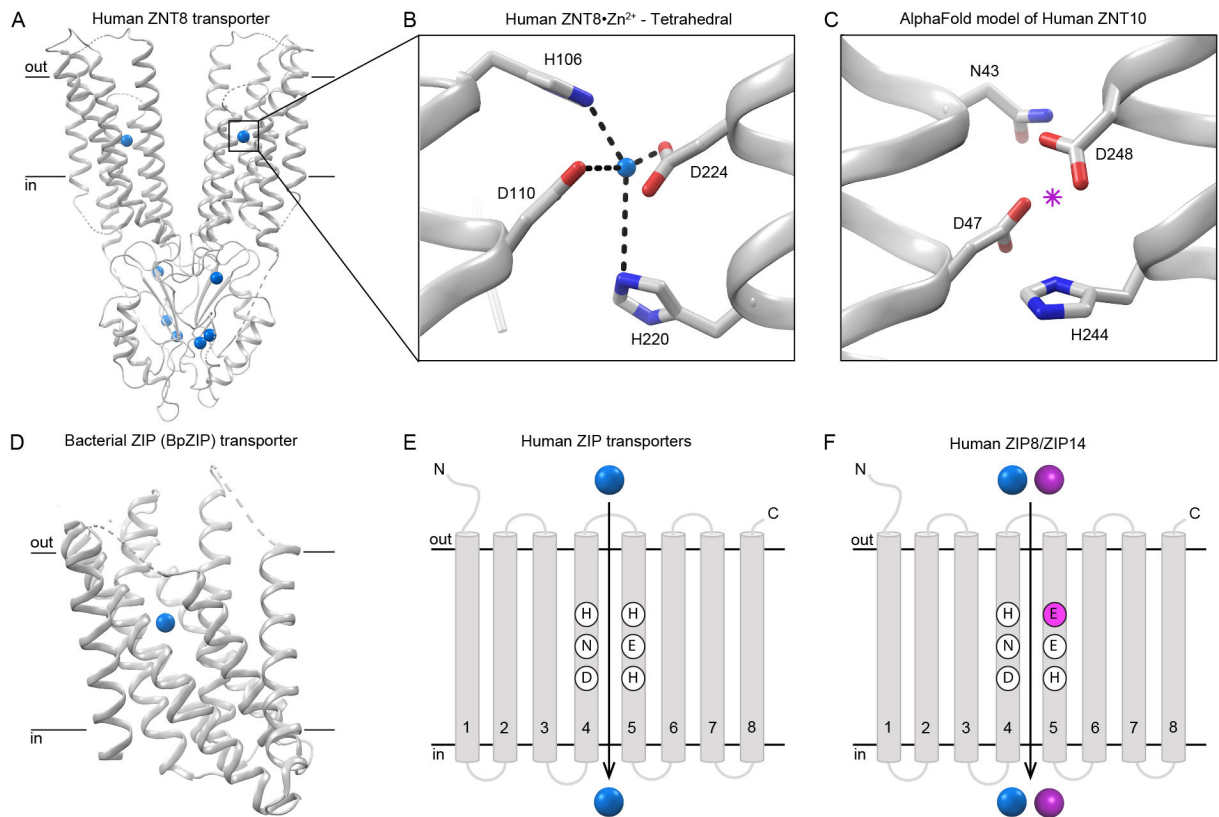 A
Human ZNT8 transporter
out
in
B
Human ZNT8•Zn²⁺ - Tetrahedral
H106
D224
D110
H220
C
AlphaFold model of Human ZNT10
N43
D248
D47
H244
D
Bacterial ZIP (BpZIP) transporter
out
in
E
Human ZIP transporters
N
C
out
H H
N E
D H
1 2 3 4 5 6 7 8
in
F
Human ZIP8/ZIP14
N
C
out
H E
N E
D H
1 2 3 4 5 6 7 8
in